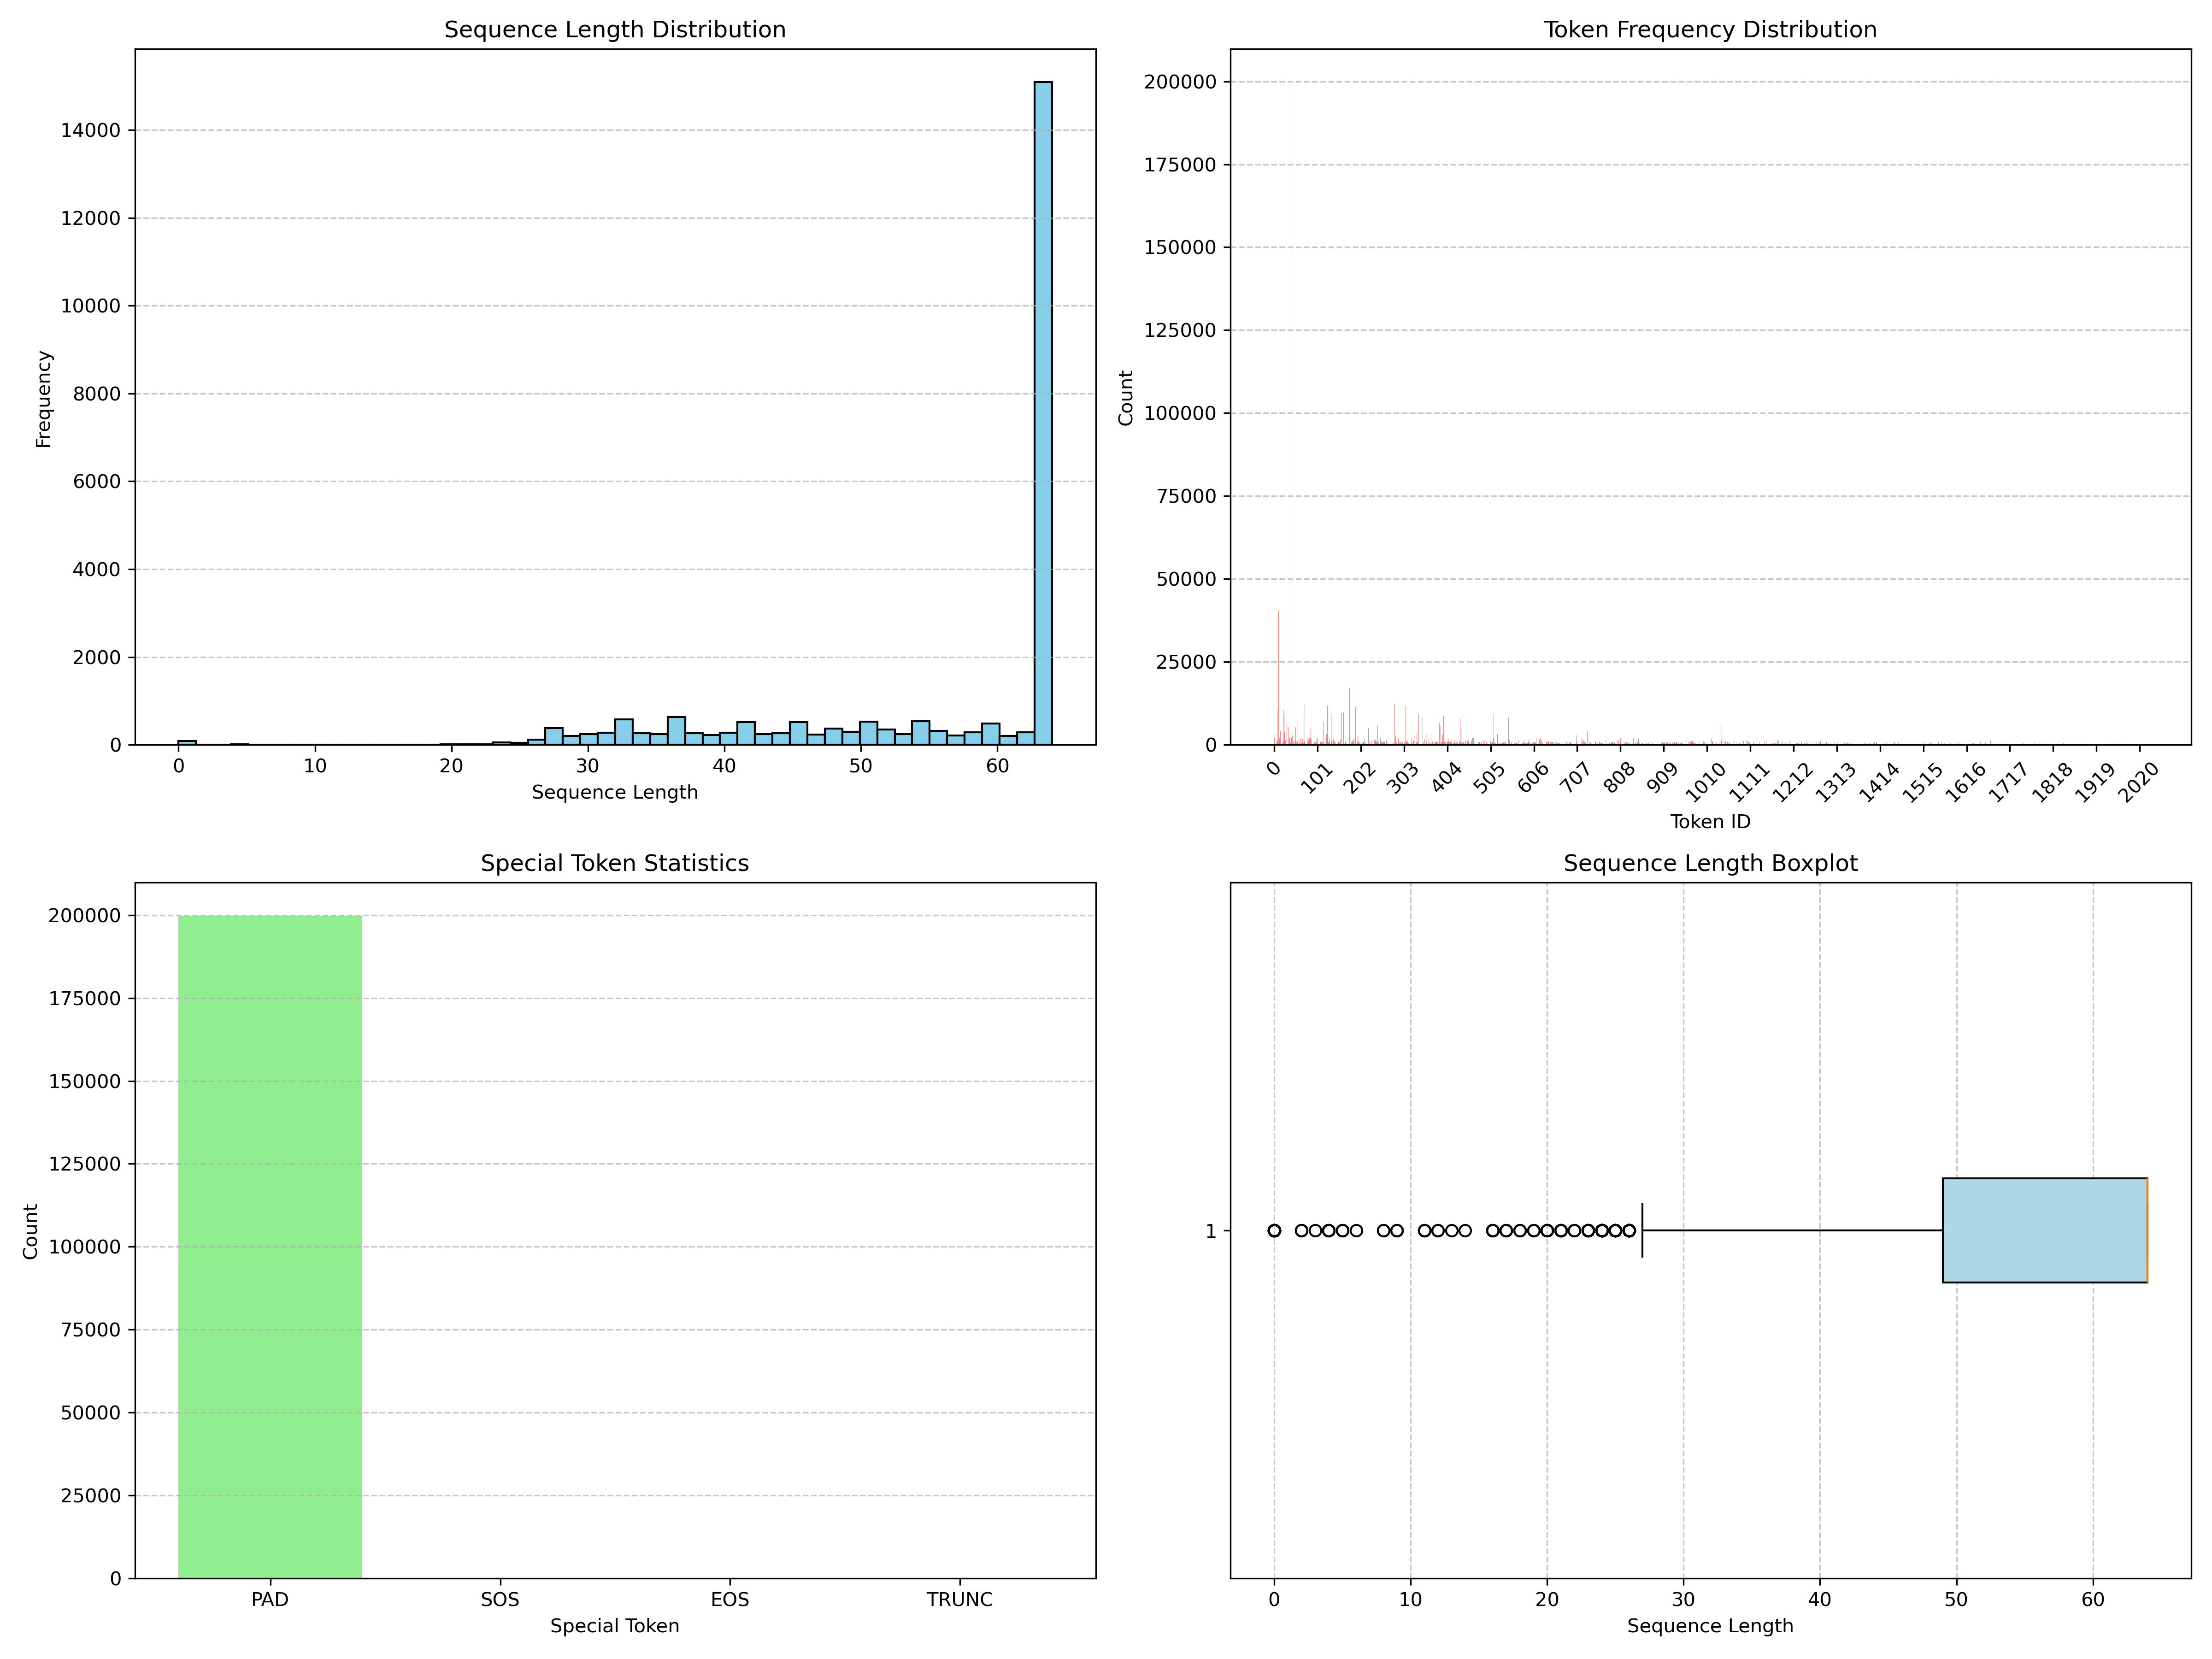 Sequence Length Distribution
Frequency
14000
12000
10000
8000
6000
4000
2000
0
0 10 20 30 40 50 60
Sequence Length
Token Frequency Distribution
Count
200000
175000
150000
125000
100000
75000
50000
25000
0
0 101 202 303 404 505 606 707 808 909 1010 1111 1212 1313 1414 1515 1616 1717 1818 1919 2020
Token ID
Special Token Statistics
Count
200000
175000
150000
125000
100000
75000
50000
25000
0
PAD SOS EOS TRUNC
Special Token
Sequence Length Boxplot
1
0 10 20 30 40 50 60
Sequence Length